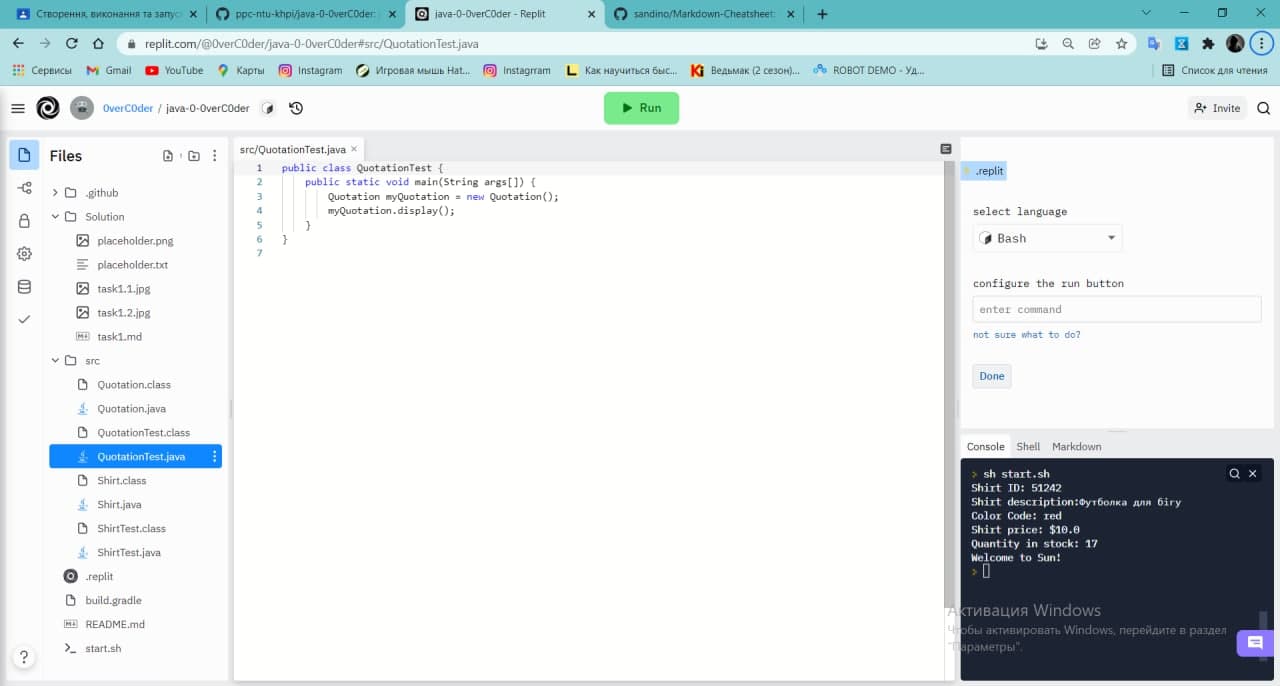 Створення, виконання та запус
ppc-ntu-khpi/java-0-0verC0der:
java-0-0verC0der - Replit
sandino/Markdown-Cheatsheet:
replit.com/@0verC0der/java-0-0verC0der#src/QuotationTest.java
Сервисы
Gmail
YouTube
Карты
Instagram
Игровая мышь Hat...
Instagrram
Как научиться быс...
Ведьмак (2 сезон)...
ROBOT DEMO - Уд...
Список для чтения
0verC0der / java-0-0verC0der
Run
Invite
Files
.github
Solution
placeholder.png
placeholder.txt
task1.1.jpg
task1.2.jpg
task1.md
src
Quotation.class
Quotation.java
QuotationTest.class
QuotationTest.java
Shirt.class
Shirt.java
ShirtTest.class
ShirtTest.java
.replit
build.gradle
README.md
start.sh
src/QuotationTest.java
1 public class QuotationTest {
2 public static void main(String args[]) {
3 Quotation myQuotation = new Quotation();
4 myQuotation.display();
5 }
6 }
7
.replit
select language
Bash
configure the run button
enter command
not sure what to do?
Done
Console Shell Markdown
> sh start.sh
Shirt ID: 51242
Shirt description:Футболка для бігу
Color Code: red
Shirt price: $10.0
Quantity in stock: 17
Welcome to Sun!
>
Активация Windows
Чтобы активировать Windows, перейдите в раздел
"Параметры".